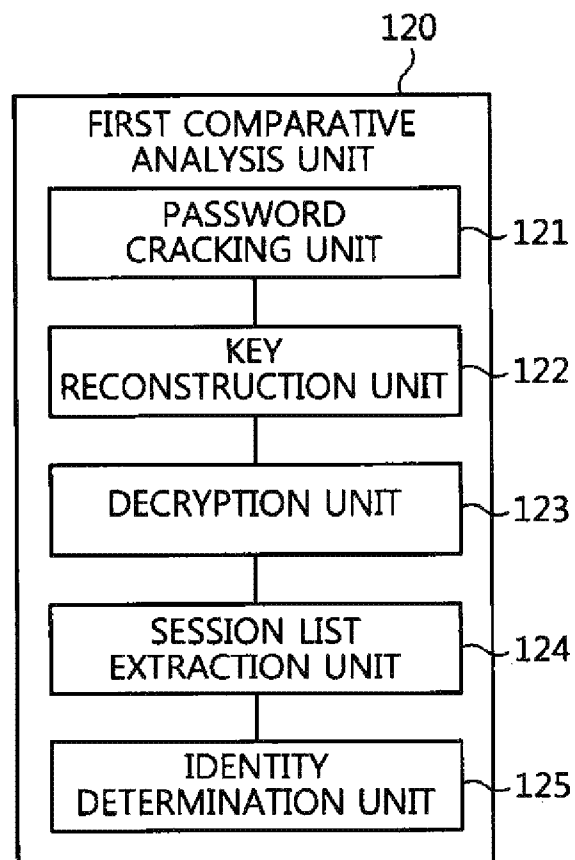 120
FIRST COMPARATIVE
ANALYSIS UNIT
PASSWORD
CRACKING UNIT
121
KEY
RECONSTRUCTION UNIT
122
DECRYPTION UNIT
123
SESSION LIST
EXTRACTION UNIT
124
IDENTITY
DETERMINATION UNIT
125